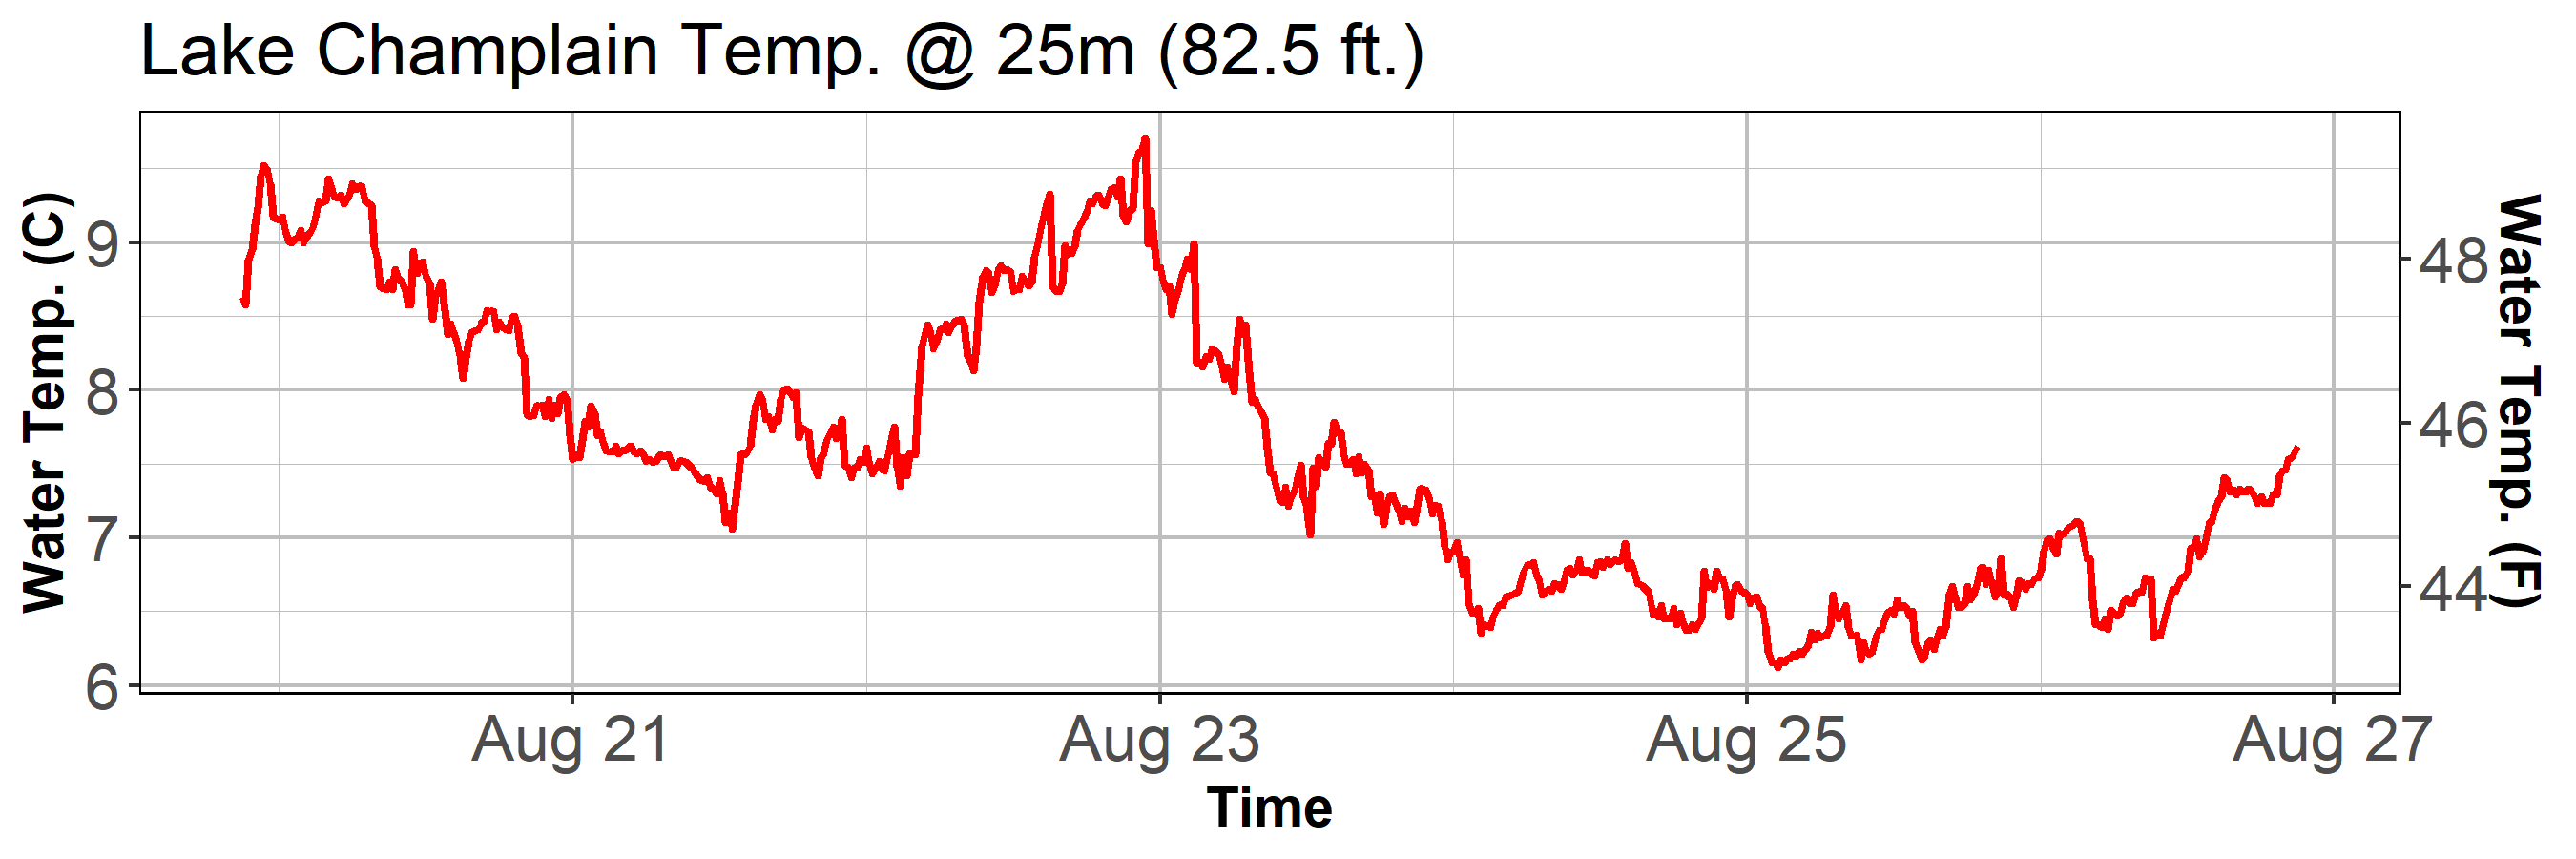 Lake Champlain Temp. @ 25m (82.5 ft.)
Water Temp. (C)
9
8
7
6
48
46
44
Water Temp. (F)
Aug 21
Aug 23
Aug 25
Aug 27
Time